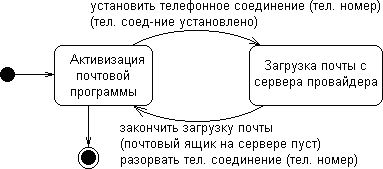 установить телефонное соединение (тел. номер)
(тел. соед-ние установлено)
Активизация
почтовой
программы
Загрузка почты с
сервера провайдера
закончить загрузку почты
(почтовый ящик на сервере пуст)
разорвать тел. соединение (тел. номер)